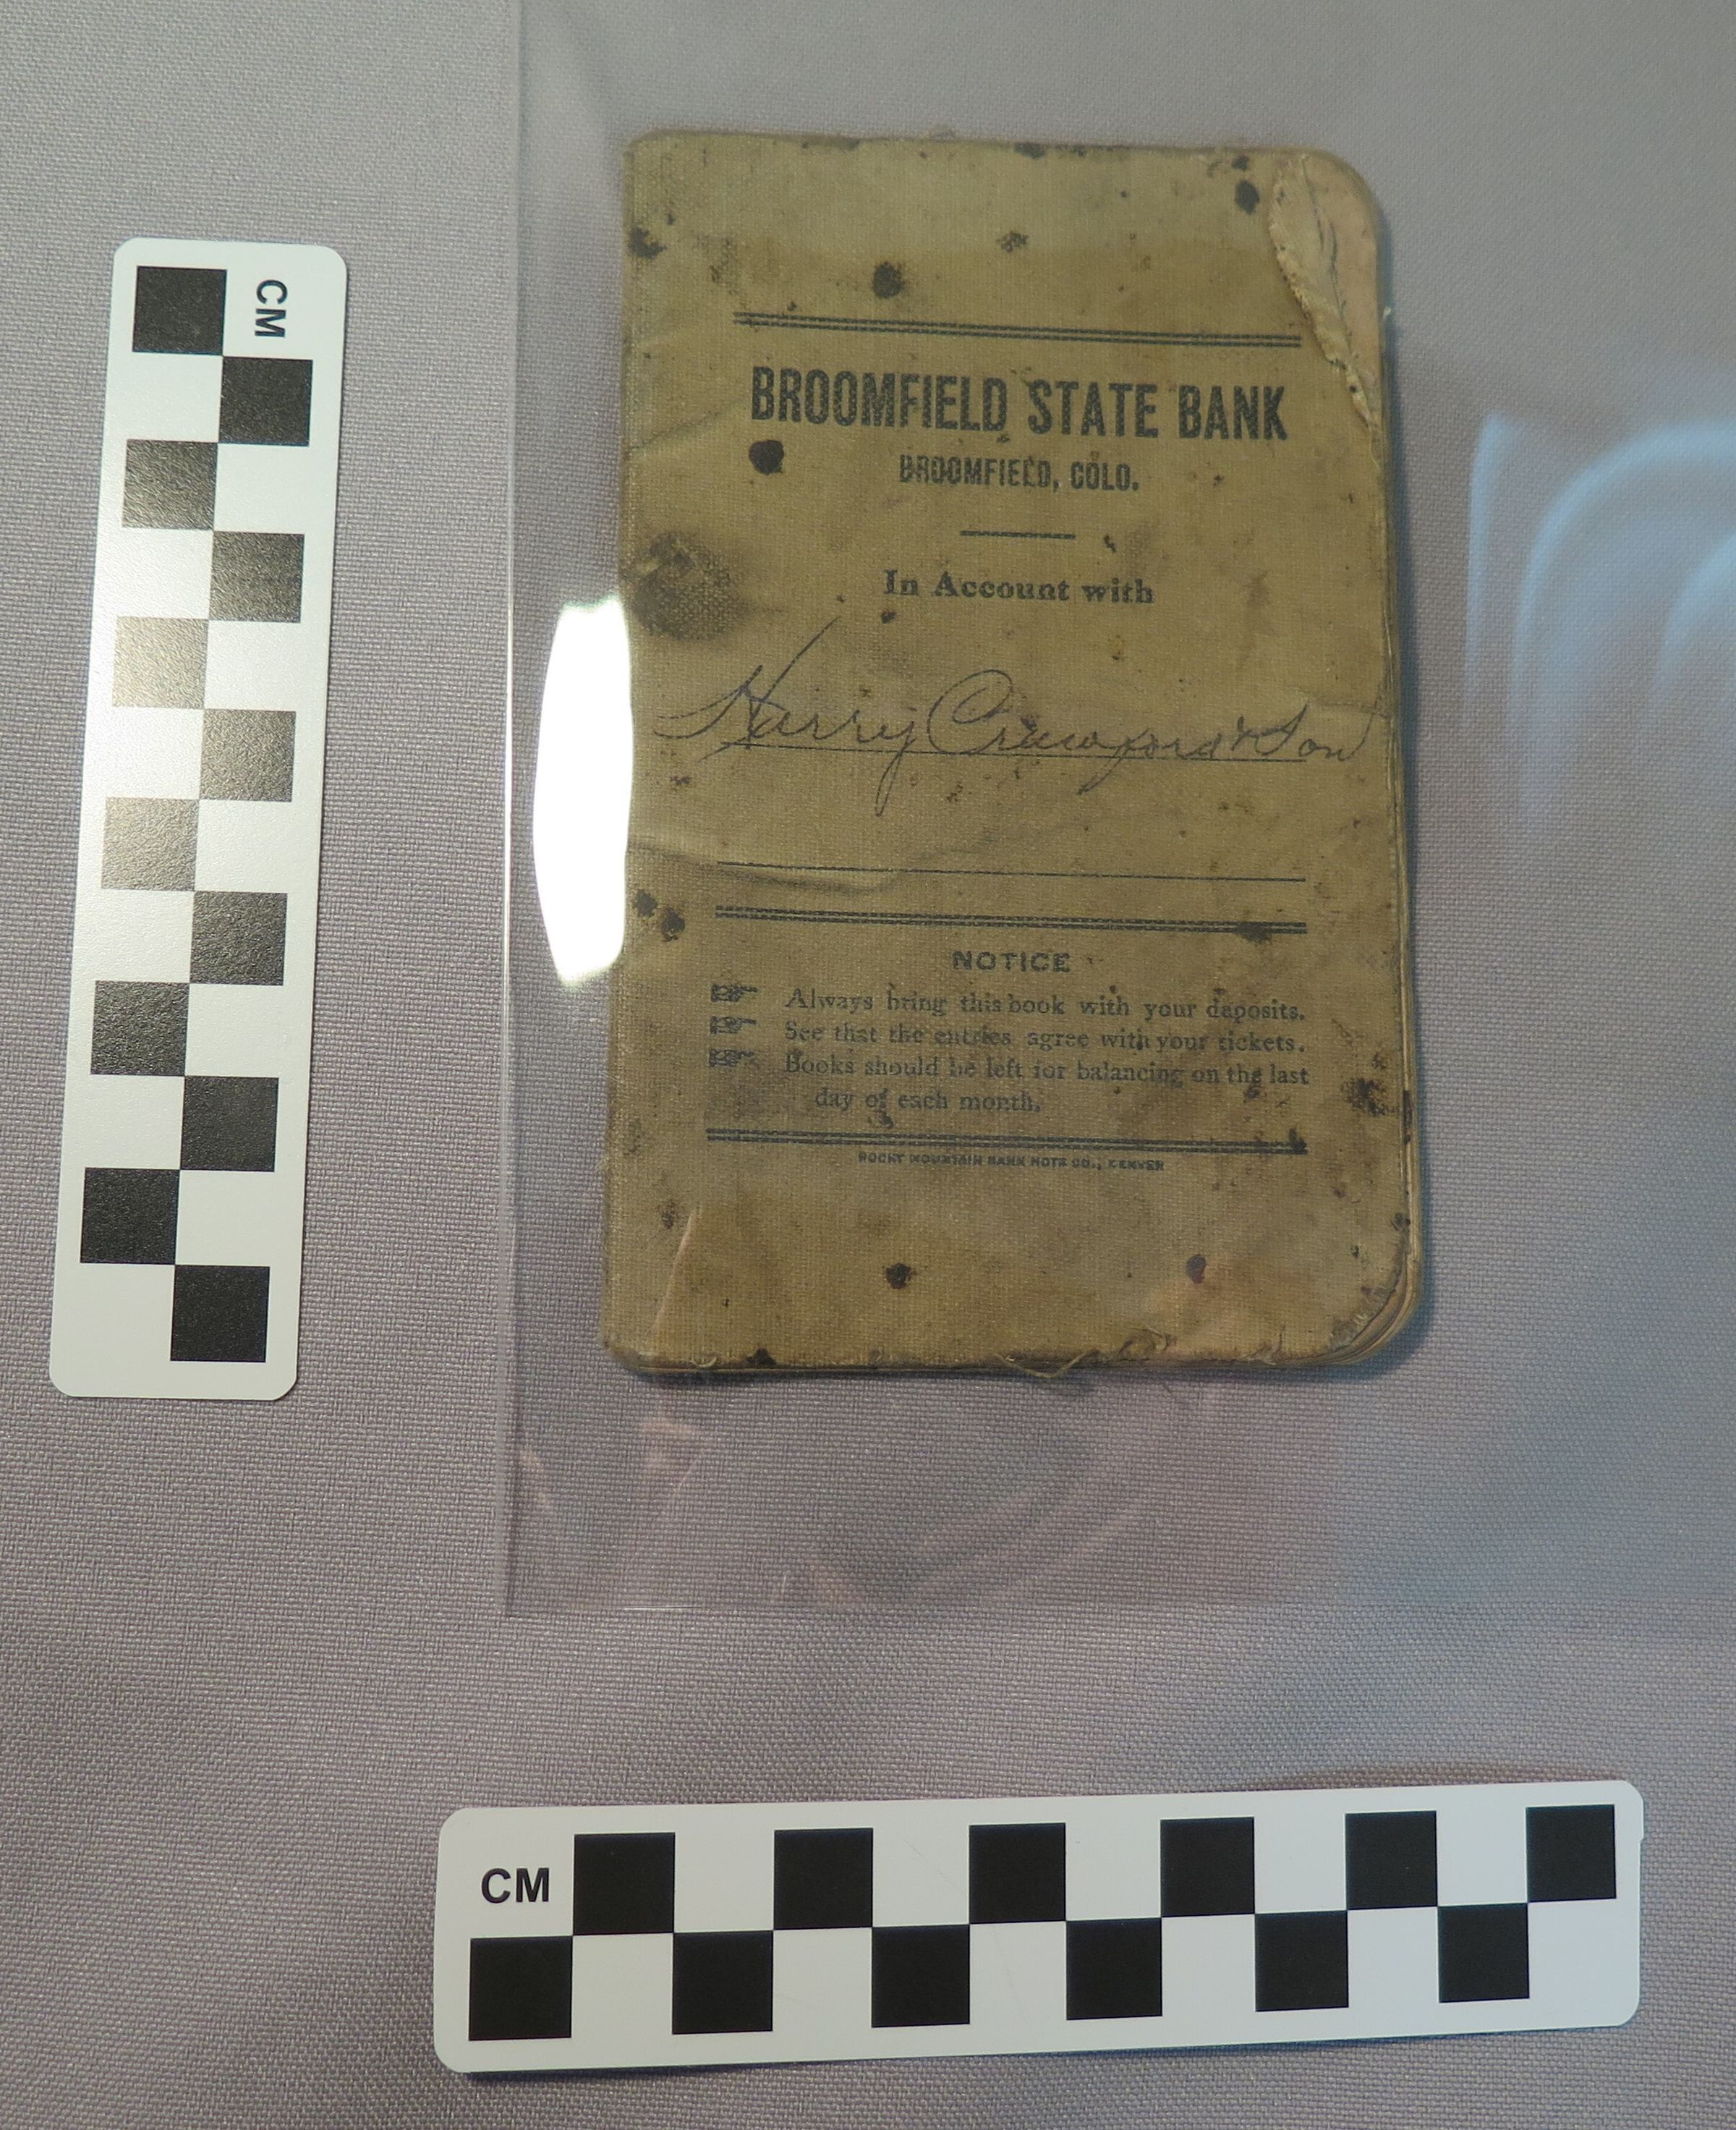 CM
BROOMFIELD STATE BANK
BROOMFIELD, COLO.
In Account with
Harry Crawford & Son
NOTICE
Always bring this book with your deposits.
See that the entries agree with your tickets.
Books should be left for balancing on the last
day of each month.
ROCKY MOUNTAIN BANK NOTE CO., DENVER
CM